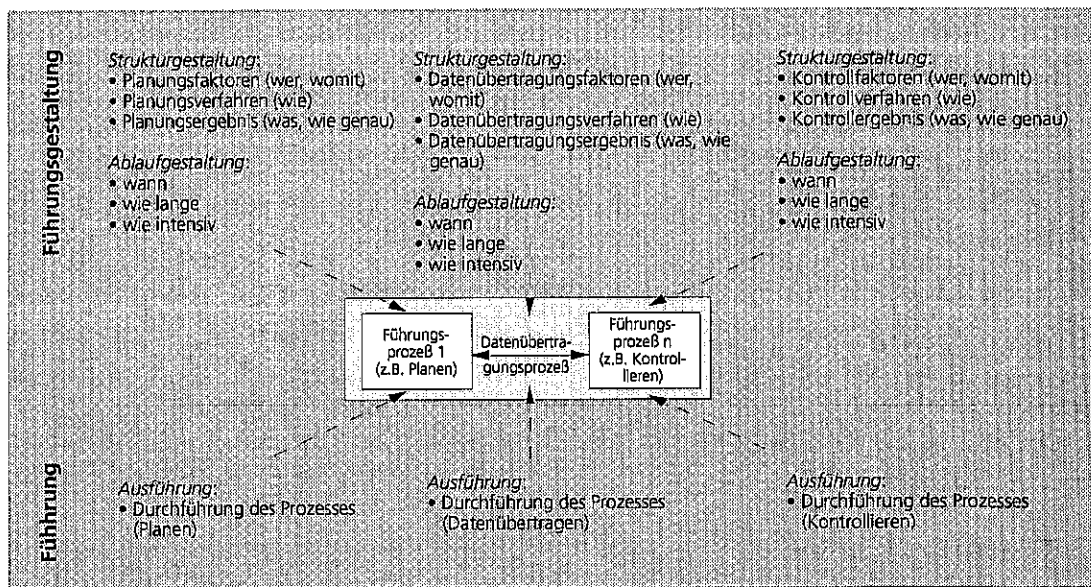 Führungsgestaltung
Strukturgestaltung:
• Planungsfaktoren (wer, womit)
• Planungsverfahren (wie)
• Planungsergebnis (was, wie genau)
Ablaufgestaltung:
• wann
• wie lange
• wie intensiv
Strukturgestaltung:
• Datenübertragungsfaktoren (wer,
womit)
• Datenübertragungsverfahren (wie)
• Datenübertragungsergebnis (was, wie
genau)
Ablaufgestaltung:
• wann
• wie lange
• wie intensiv
Strukturgestaltung:
• Kontrollfaktoren (wer, womit)
• Kontrollverfahren (wie)
• Kontrollergebnis (was, wie genau)
Ablaufgestaltung:
• wann
• wie lange
• wie intensiv
Führungs-
prozeß 1
(z.B. Planen)
Datenübertra-
gungsprozeß
Führungs-
prozeß n
(z.B. Kontrol-
lieren)
Führung
Ausführung:
• Durchführung des Prozesses
(Planen)
Ausführung:
• Durchführung des Prozesses
(Datenübertragen)
Ausführung:
• Durchführung des Prozesses
(Kontrollieren)